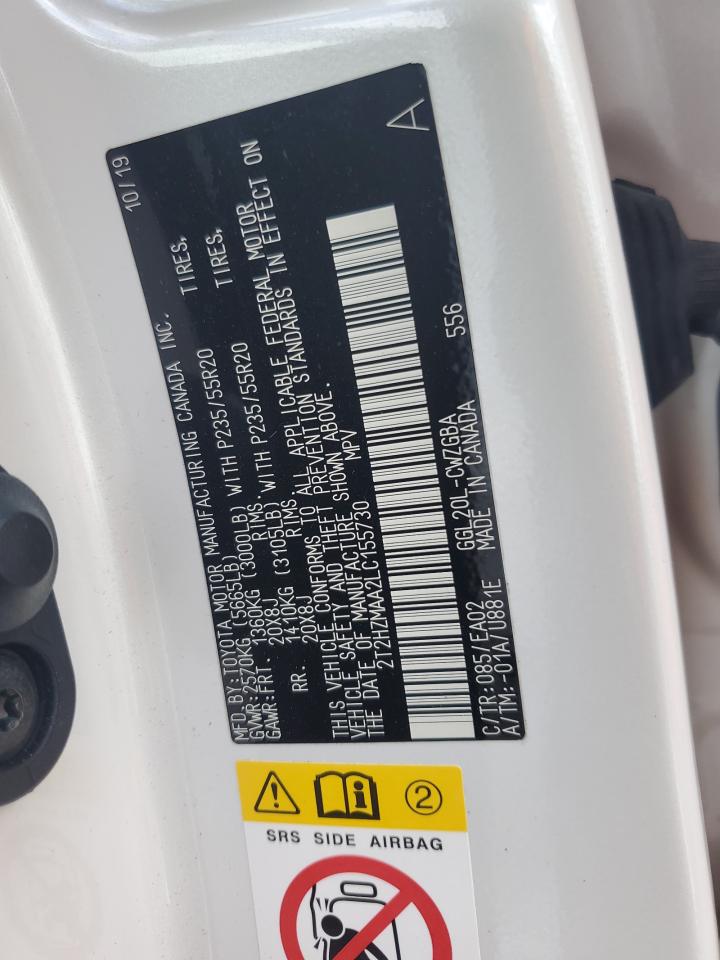 MFD. BY: TOYOTA MOTOR MANUFACTURING CANADA INC. 10/19
GVWR: 2570KG (5665LB)
GAWR: FRT. 1360KG (3000LB) WITH P235/55R20 TIRES,
20X8J RIMS.
RR. 1410KG (3105LB) WITH P235/55R20 TIRES,
20X8J RIMS.
THIS VEHICLE CONFORMS TO ALL APPLICABLE FEDERAL MOTOR
VEHICLE SAFETY AND THEFT PREVENTION STANDARDS IN EFFECT ON
THE DATE OF MANUFACTURE SHOWN ABOVE.
2T2HZMAA2LC155730 MPV
A
C/TR: 085/EA02 GGL20L-CWZGBA 556
A/TM: -01A/U881E MADE IN CANADA
2
SRS SIDE AIRBAG